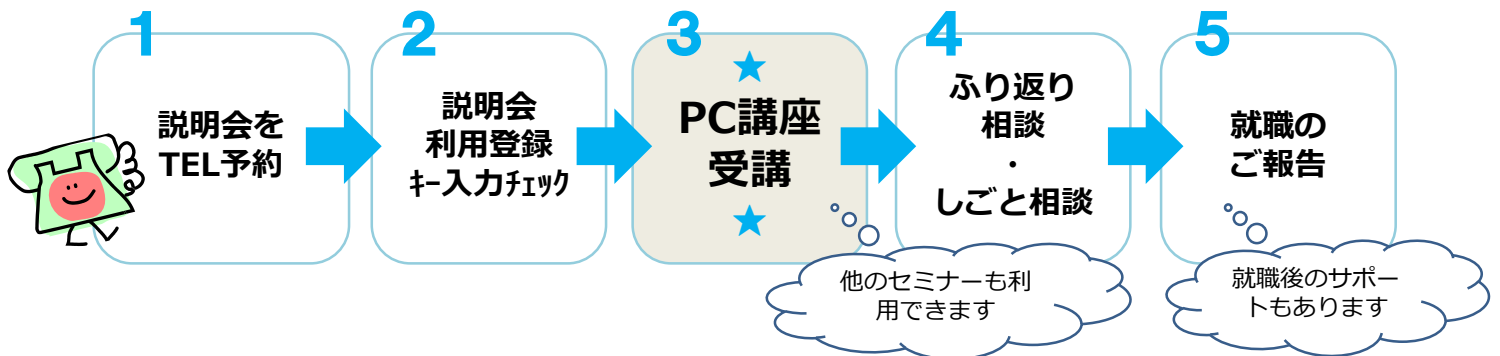 1
説明会を
TEL予約
2
説明会
利用登録
ｷｰ入力ﾁｪｯｸ
3
★
PC講座
受講
★
4
ふり返り
相談
・
しごと相談
他のセミナーも利
用できます
5
就職の
ご報告
就職後のサポー
トもあります